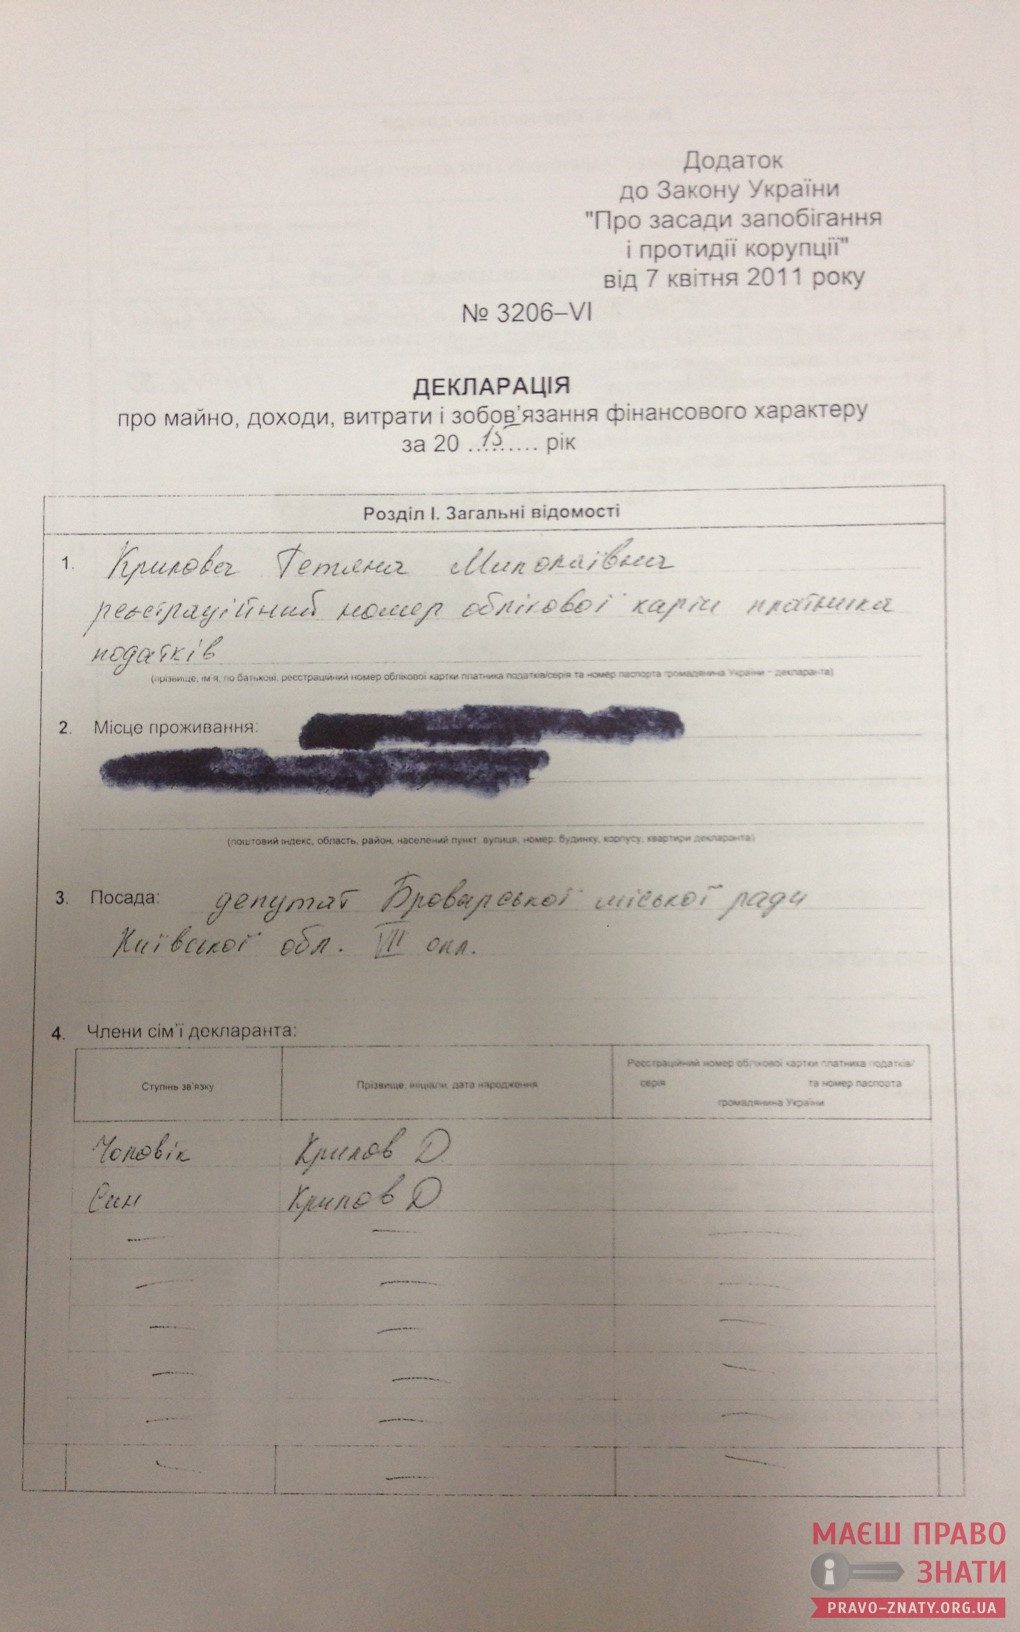 Додаток
до Закону України
"Про засади запобігання
і протидії корупції"
від 7 квітня 2011 року
№ 3206–VI
ДЕКЛАРАЦІЯ
про майно, доходи, витрати і зобов'язання фінансового характеру
за 20 ..15...... рік
Розділ І. Загальні відомості
1. Крилова Тетяна Миколаївна
реєстраційний номер облікової карти платника
податків
(прізвище, ім'я, по батькові, реєстраційний номер облікової картки платника податків/серія та номер паспорта громадянина України – декларанта)
2. Місце проживання:
(поштовий індекс, область, район, населений пункт, вулиця, номер: будинку, корпусу, квартири декларанта)
3. Посада: депутат Броварської міської ради
Київської обл. VII скл.
4. Члени сім'ї декларанта:
Ступінь зв'язку
Прізвище, ініціали, дата народження
Реєстраційний номер облікової картки платника податків/
серія та номер паспорта
громадянина України
Чоловік Крилов Д
Син Крилов Д
МАЄШ ПРАВО
ЗНАТИ
PRAVO-ZNATY.ORG.UA